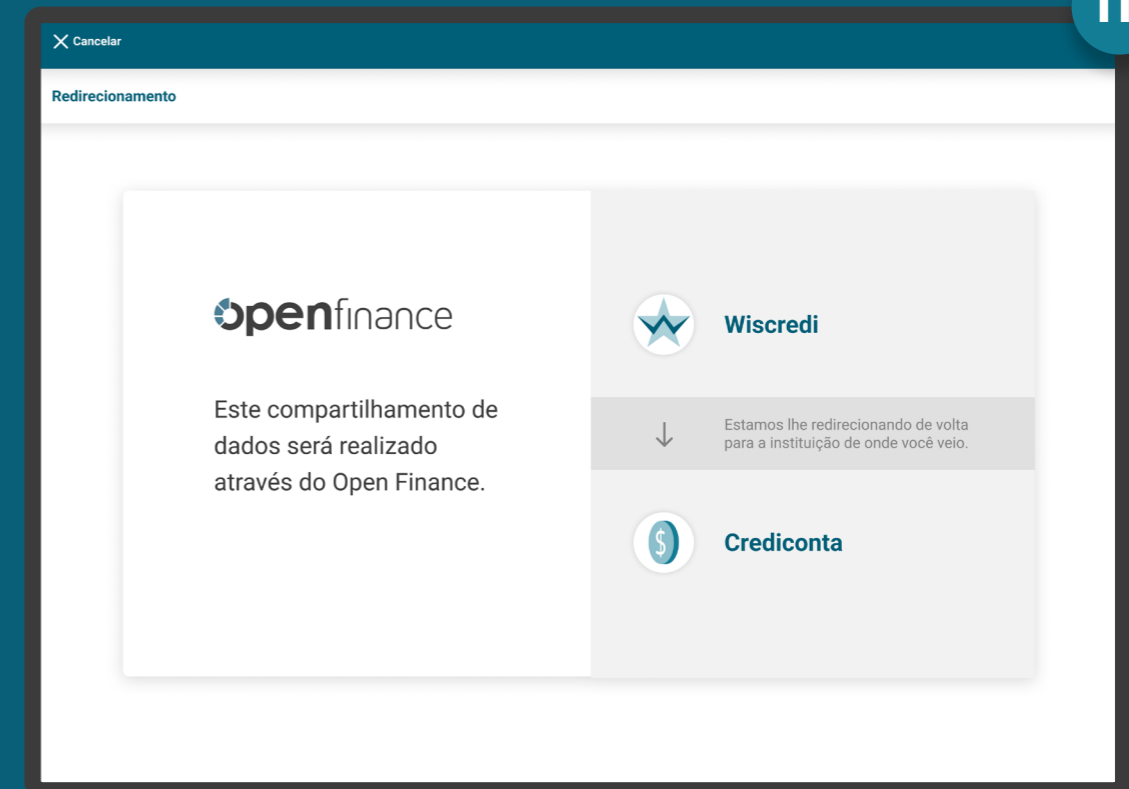 Cancelar
Redirecionamento
openfinance
Este compartilhamento de
dados será realizado
através do Open Finance.
Wiscredi
Estamos lhe redirecionando de volta
para a instituição de onde você veio.
$
Crediconta